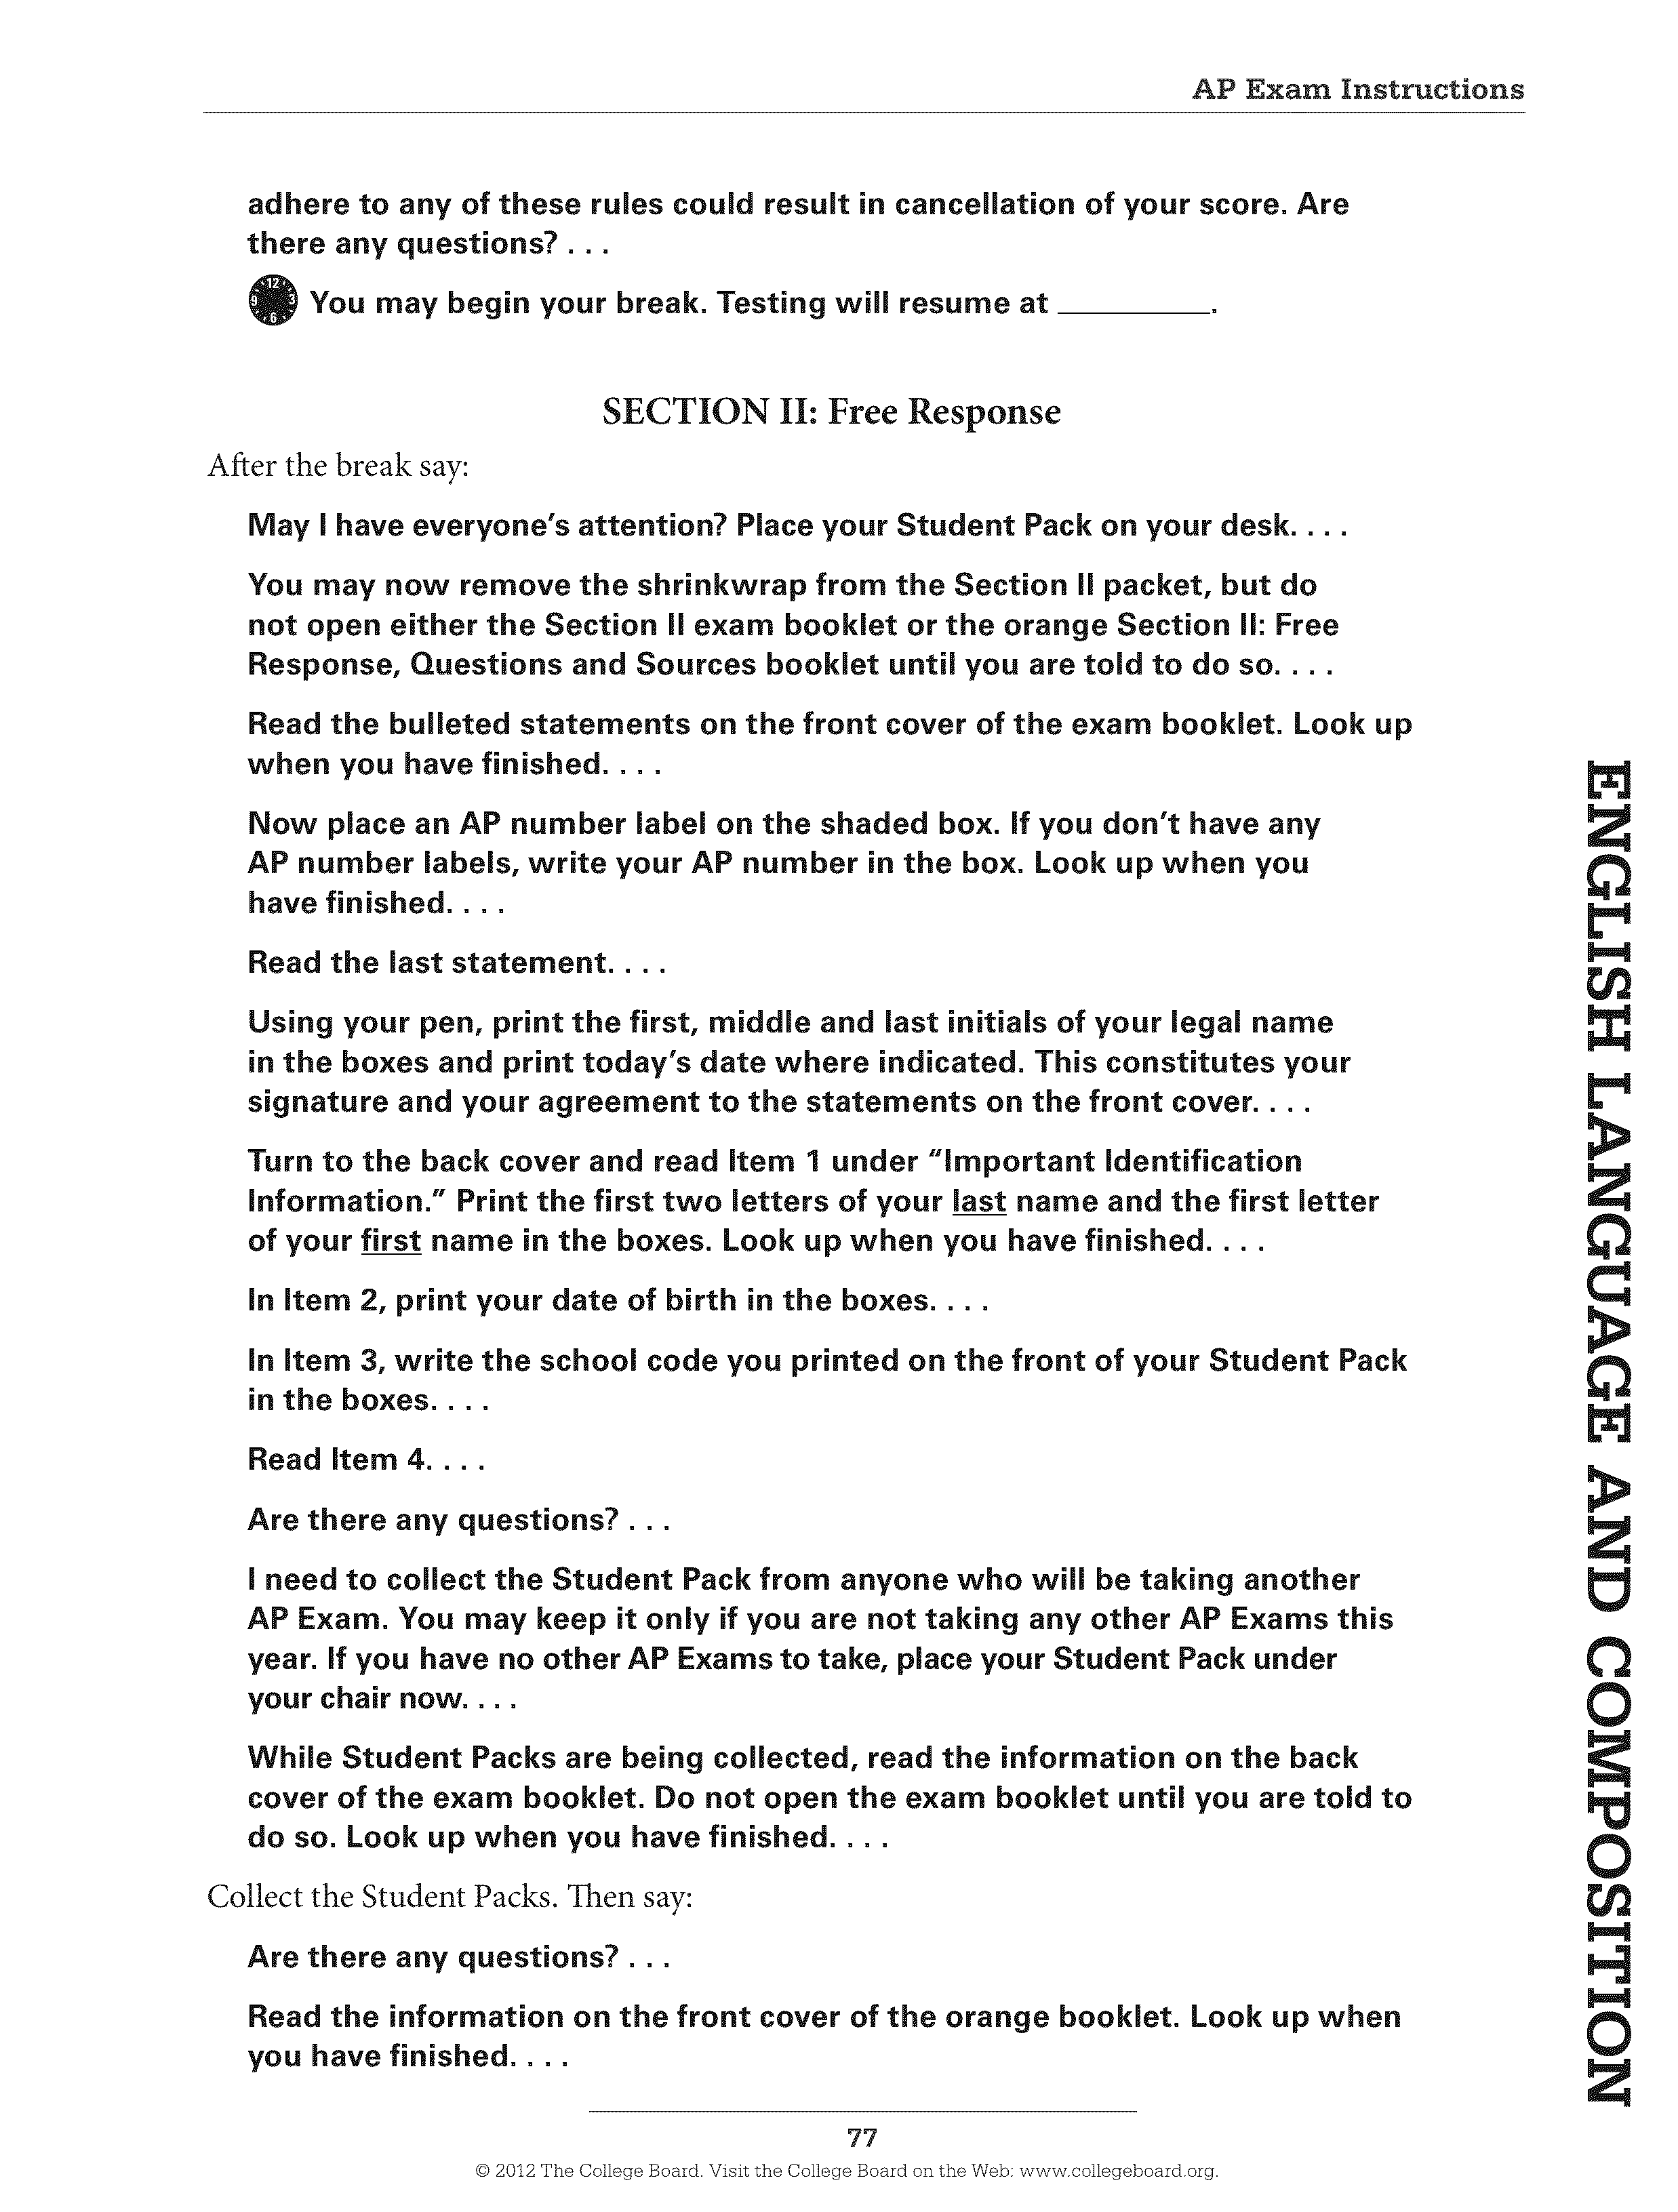 AP Exam Instructions
adhere to any of these rules could result in cancellation of your score. Are
there any questions? . . .
12
9 3
6
You may begin your break. Testing will resume at __________.
SECTION II: Free Response
After the break say:
May I have everyone’s attention? Place your Student Pack on your desk. . . .
You may now remove the shrinkwrap from the Section II packet, but do
not open either the Section II exam booklet or the orange Section II: Free
Response, Questions and Sources booklet until you are told to do so. . . .
Read the bulleted statements on the front cover of the exam booklet. Look up
when you have finished. . . .
Now place an AP number label on the shaded box. If you don’t have any
AP number labels, write your AP number in the box. Look up when you
have finished. . . .
Read the last statement. . . .
Using your pen, print the first, middle and last initials of your legal name
in the boxes and print today’s date where indicated. This constitutes your
signature and your agreement to the statements on the front cover. . . .
Turn to the back cover and read Item 1 under “Important Identification
Information.” Print the first two letters of your last name and the first letter
of your first name in the boxes. Look up when you have finished. . . .
In Item 2, print your date of birth in the boxes. . . .
In Item 3, write the school code you printed on the front of your Student Pack
in the boxes. . . .
Read Item 4. . . .
Are there any questions? . . .
I need to collect the Student Pack from anyone who will be taking another
AP Exam. You may keep it only if you are not taking any other AP Exams this
year. If you have no other AP Exams to take, place your Student Pack under
your chair now. . . .
While Student Packs are being collected, read the information on the back
cover of the exam booklet. Do not open the exam booklet until you are told to
do so. Look up when you have finished. . . .
Collect the Student Packs. Then say:
Are there any questions? . . .
Read the information on the front cover of the orange booklet. Look up when
you have finished. . . .
77
© 2012 The College Board. Visit the College Board on the Web: www.collegeboard.org.
ENGLISH LANGUAGE AND COMPOSITION